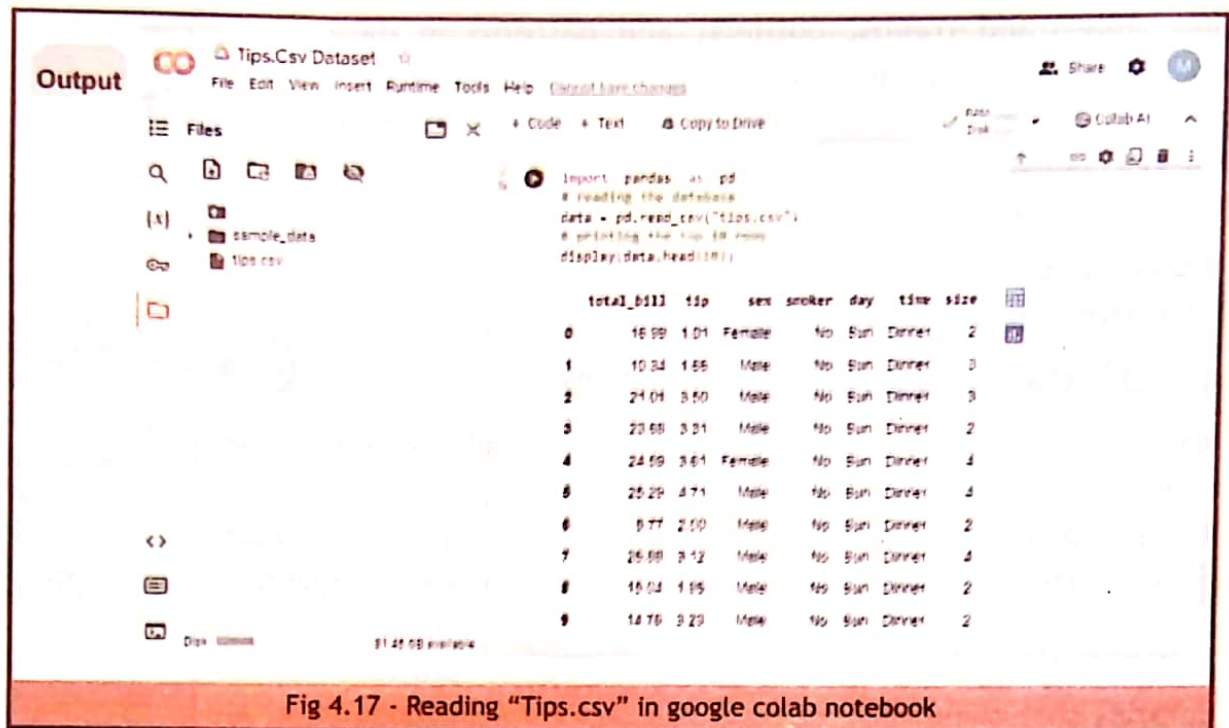 Output
Tips.Csv Dataset
File Edit View Insert Runtime Tools Help Cannot save changes
Share
M
Files
+ Code + Text Copy to Drive
RAM
Disk
Colab AI
{x}
sample_data
tips.csv
import pandas as pd
# reading the database
data = pd.read_csv("tips.csv")
# printing the top 10 rows
display(data.head(10))
total_bill tip sex smoker day time size
0 16.99 1.01 Female No Sun Dinner 2
1 10.34 1.66 Male No Sun Dinner 3
2 21.01 3.50 Male No Sun Dinner 3
3 23.68 3.31 Male No Sun Dinner 2
4 24.59 3.61 Female No Sun Dinner 4
5 25.29 4.71 Male No Sun Dinner 4
6 8.77 2.00 Male No Sun Dinner 2
7 26.88 3.12 Male No Sun Dinner 4
8 15.04 1.96 Male No Sun Dinner 2
9 14.78 3.23 Male No Sun Dinner 2
Disk GB available
Fig 4.17 - Reading “Tips.csv” in google colab notebook